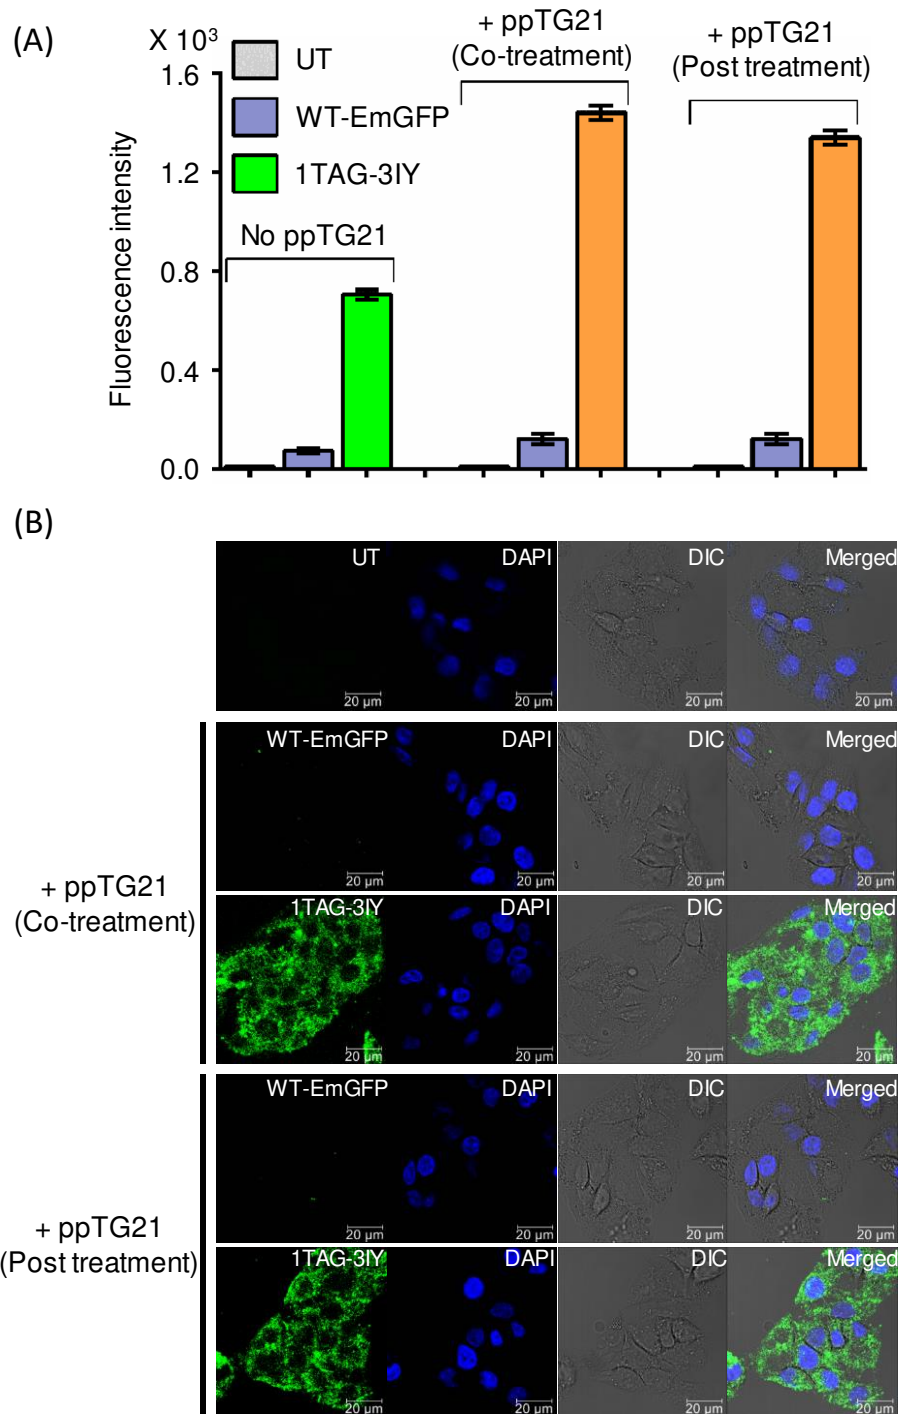 (A)
X 10³
UT
WT-EmGFP
1TAG-3IY
+ ppTG21
(Co-treatment)
+ ppTG21
(Post treatment)
No ppTG21
Fluorescence intensity
1.6
1.2
0.8
0.4
0.0
(B)
UT DAPI DIC Merged
20 µm 20 µm 20 µm 20 µm
+ ppTG21
(Co-treatment)
WT-EmGFP DAPI DIC Merged
20 µm 20 µm 20 µm 20 µm
1TAG-3IY DAPI DIC Merged
20 µm 20 µm 20 µm 20 µm
+ ppTG21
(Post treatment)
WT-EmGFP DAPI DIC Merged
20 µm 20 µm 20 µm 20 µm
1TAG-3IY DAPI DIC Merged
20 µm 20 µm 20 µm 20 µm